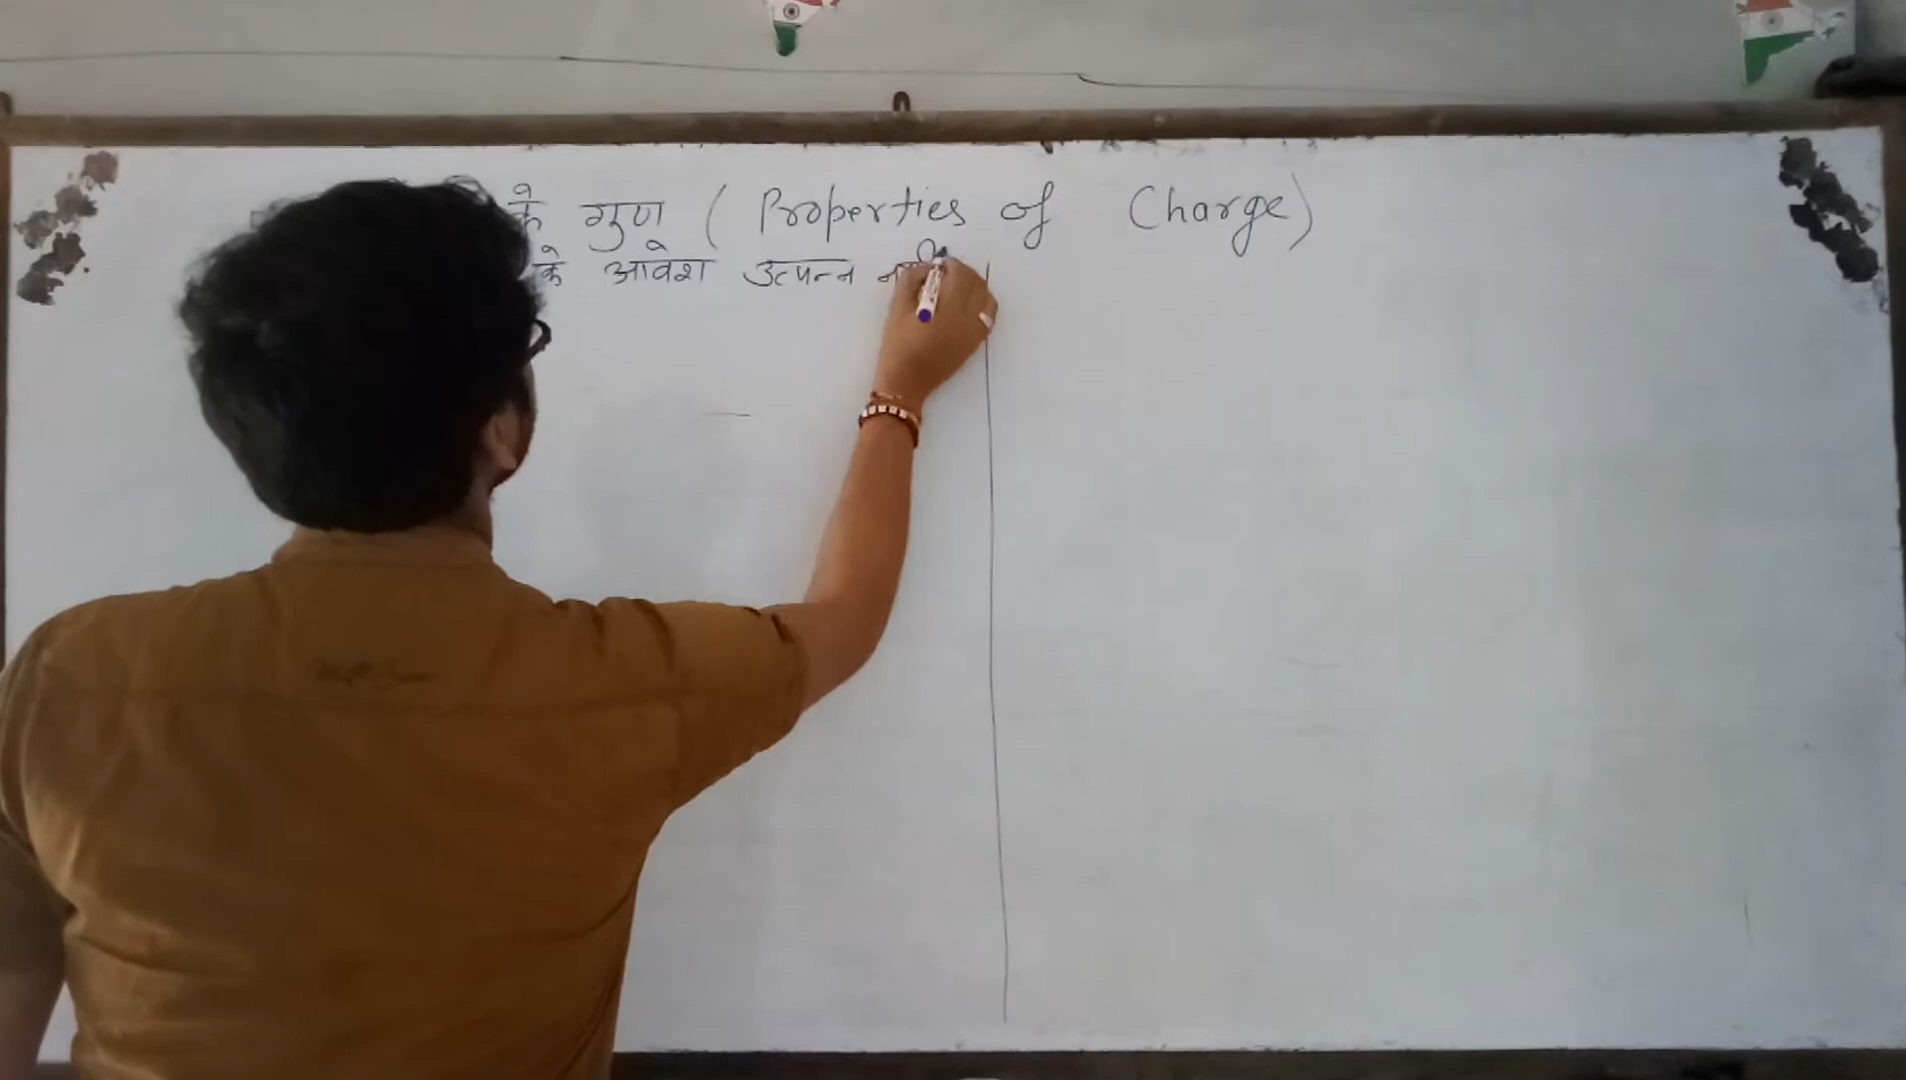 के गुण ( Properties of Charge)
के आवेश उत्पन्न